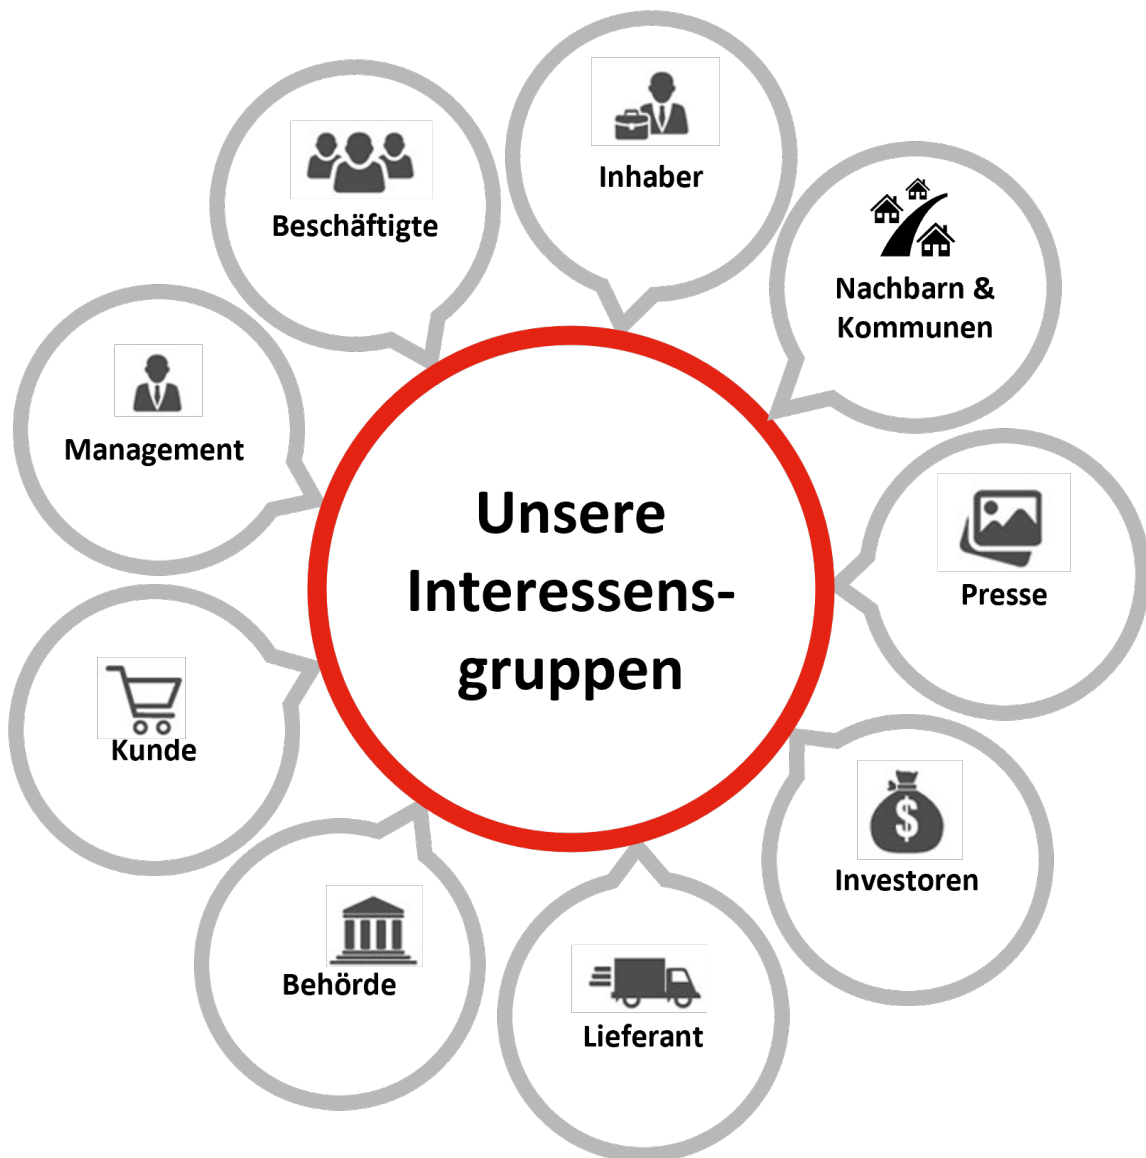 Inhaber
Beschäftigte
Nachbarn &
Kommunen
Management
Unsere
Interessens-
gruppen
Presse
Kunde
Investoren
Behörde
Lieferant
$